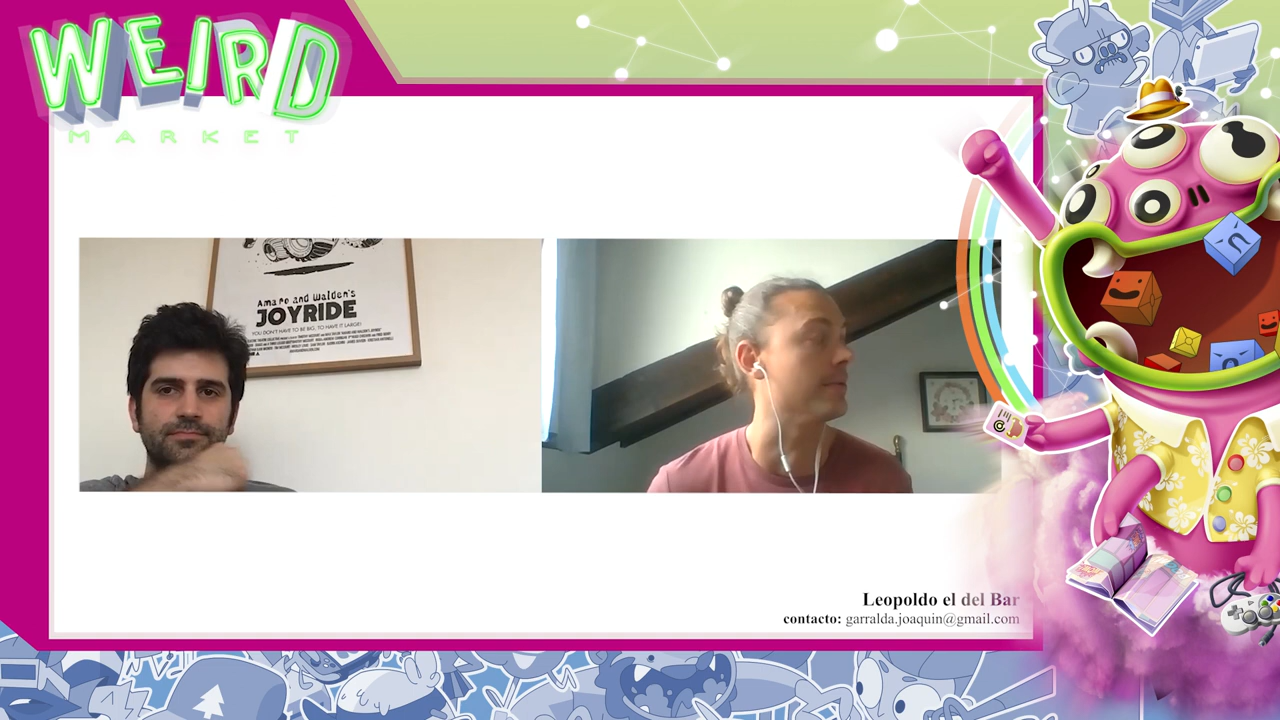 WEIRD
MARKET
Amaro and Walden's
JOYRIDE
YOU DON'T HAVE TO BE BIG, TO HAVE IT LARGE!
Leopoldo el del Bar
contacto: garralda.joaquin@gmail.com